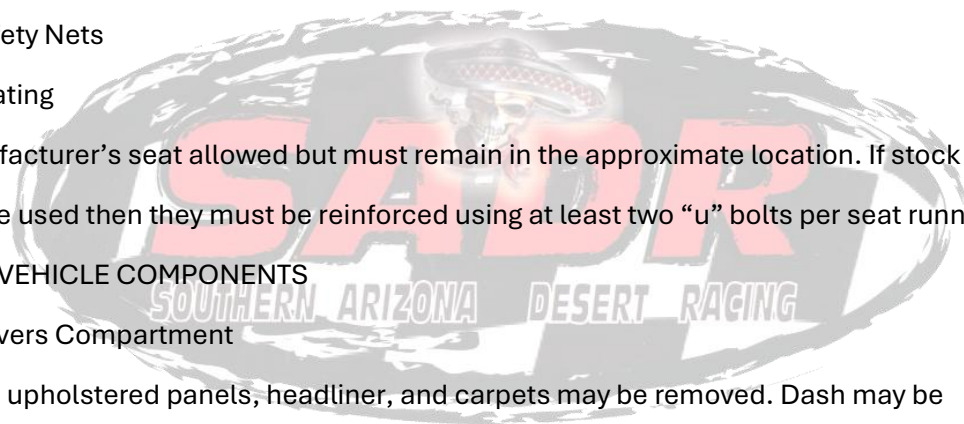 ety Nets
ating
facturer’s seat allowed but must remain in the approximate location. If stock
e used then they must be reinforced using at least two “u” bolts per seat runn
VEHICLE COMPONENTS
vers Compartment
upholstered panels, headliner, and carpets may be removed. Dash may be
SADR
SOUTHERN ARIZONA DESERT RACING